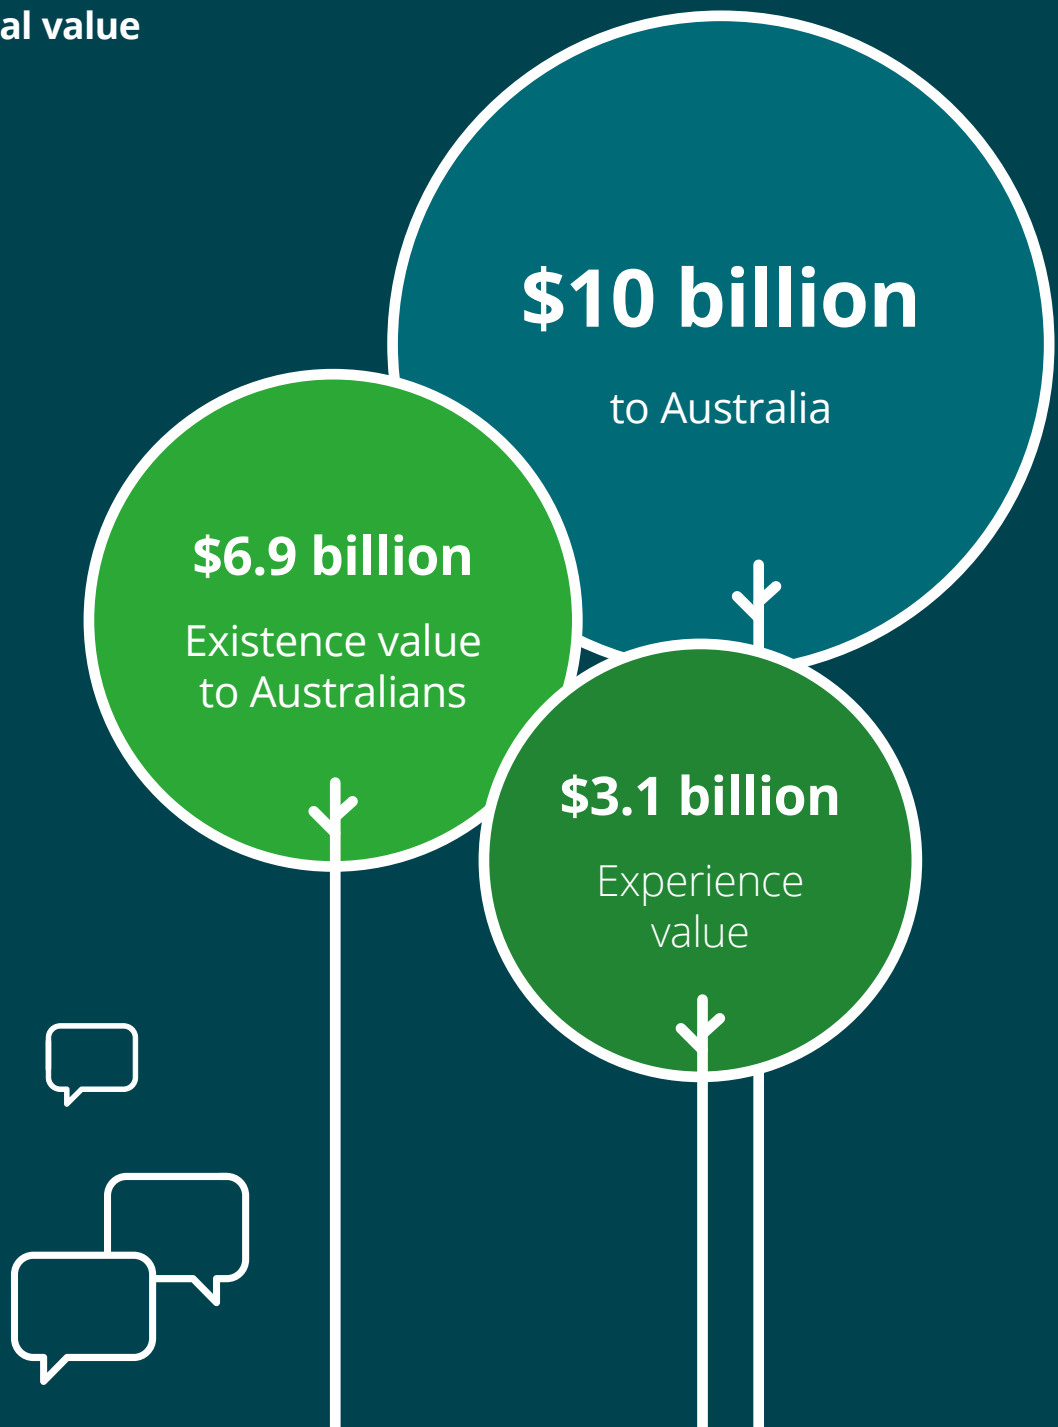 al value
$10 billion
to Australia
$6.9 billion
Existence value
to Australians
$3.1 billion
Experience
value